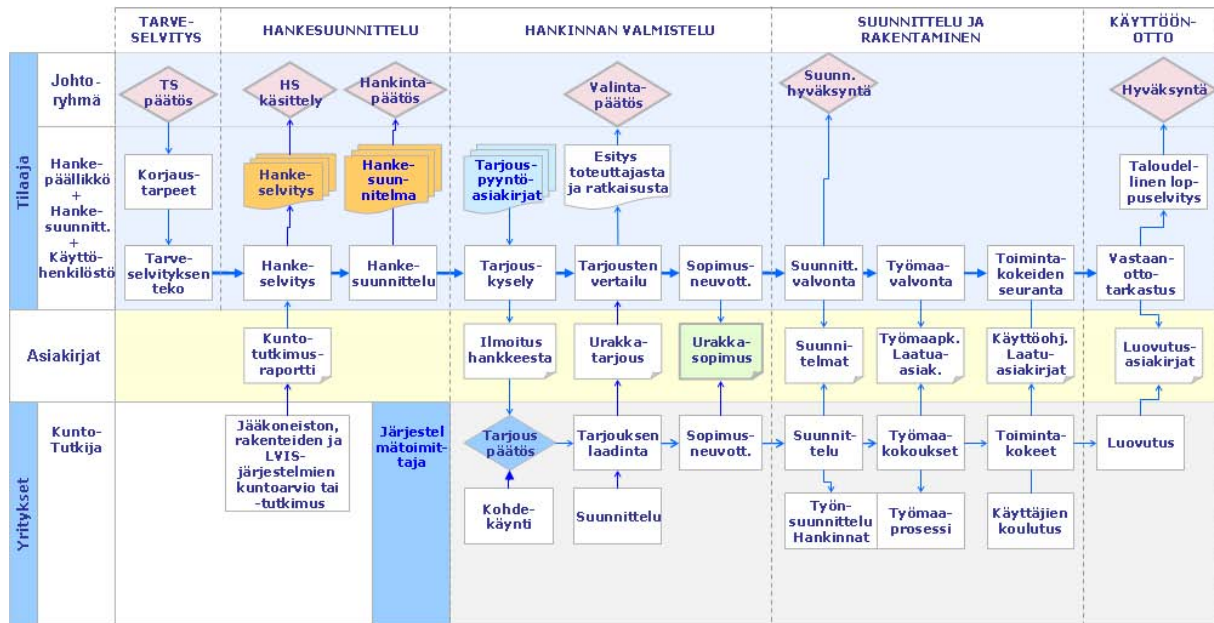 TARVE-
SELVITYS
HANKESUUNNITTELU
HANKINNAN VALMISTELU
SUUNNITTELU JA
RAKENTAMINEN
KÄYTTÖÖN-
OTTO
Tilaaja
Johto-
ryhmä
TS
päätös
HS
käsittely
Hankinta-
päätös
Valinta-
päätös
Suunn.
hyväksyntä
Hyväksyntä
Hanke-
päällikkö
+
Hanke-
suunnitt.
+
Käyttö-
henkilöstö
Korjaus-
tarpeet
Hanke-
selvitys
Hanke-
suun-
nitelma
Tarjous-
pyyntö-
asiakirjat
Esitys
toteuttajasta
ja ratkaisusta
Taloudel-
linen lop-
puselvitys
Tarve-
selvityksen
teko
Hanke-
selvitys
Hanke-
suunnittelu
Tarjous-
kysely
Tarjousten
vertailu
Sopimus-
neuvott.
Suunnitt.
valvonta
Työmaa-
valvonta
Toiminta-
kokeiden
seuranta
Vastaan-
otto-
tarkastus
Asiakirjat
Kunto-
tutkimus-
raportti
Ilmoitus
hankkeesta
Urakka-
tarjous
Urakka-
sopimus
Suunni-
telmat
Työmaapk.
Laatua-
asiak.
Käyttöohj.
Laatu-
asiakirjat
Luovutus-
asiakirjat
Yritykset
Kunto-
Tutkija
Jääkoneiston,
rakenteiden ja
LVIS-
järjestelmien
kuntoarvio tai
-tutkimus
Järjestel
mätoimit-
taja
Tarjous
päätös
Tarjouksen
laadinta
Sopimus-
neuvott.
Suunnit-
telu
Työmaa-
kokoukset
Toiminta-
kokeet
Luovutus
Kohde-
käynti
Suunnittelu
Työn-
suunnittelu
Hankinnat
Työmaa-
prosessi
Käyttäjien
koulutus